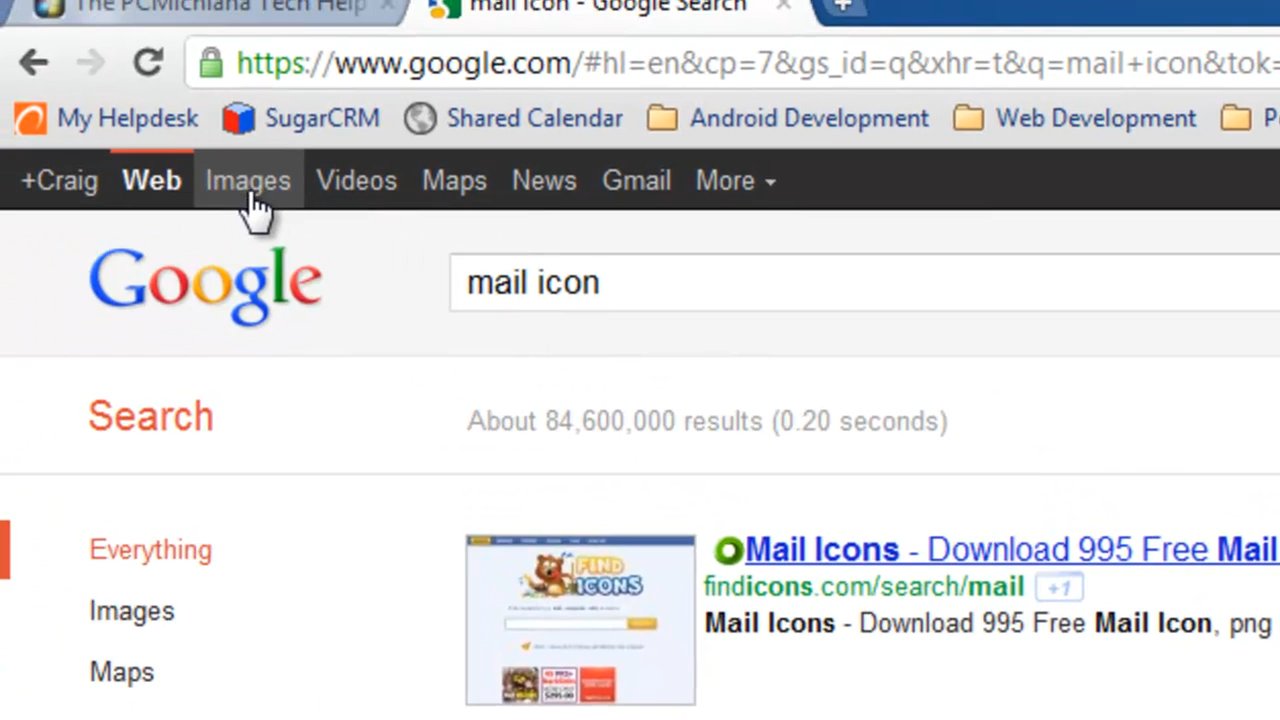 The PCMichiana Tech Help
mail icon - Google Search
https://www.google.com/#hl=en&cp=7&gs_id=q&xhr=t&q=mail+icon&tok=
My Helpdesk SugarCRM Shared Calendar Android Development Web Development P
+Craig Web Images Videos Maps News Gmail More
Google
mail icon
Search
About 84,600,000 results (0.20 seconds)
Everything
Images
Maps
FIND
ICONS
Mail Icons - Download 995 Free Mail
findicons.com/search/mail +1
Mail Icons - Download 995 Free Mail Icon, png